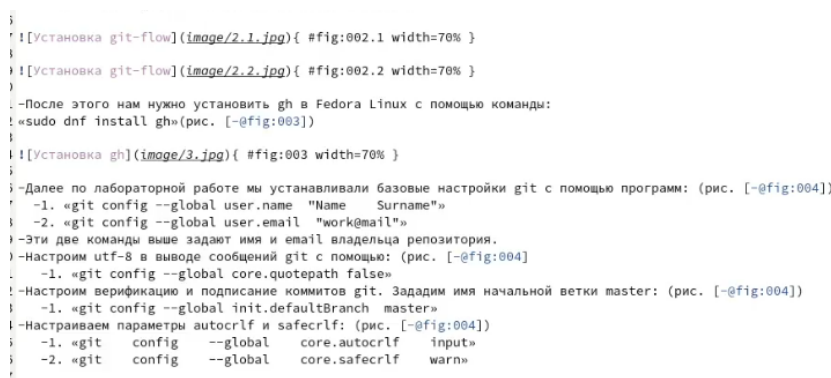 ![Установка git-flow](image/2.1.jpg){ #fig:002.1 width=70% }
![Установка git-flow](image/2.2.jpg){ #fig:002.2 width=70% }
-После этого нам нужно установить gh в Fedora Linux с помощью команды:
«sudo dnf install gh»(рис. [-@fig:003])
![Установка gh](image/3.jpg){ #fig:003 width=70% }
-Далее по лабораторной работе мы устанавливали базовые настройки git с помощью программ: (рис. [-@fig:004])
-1. «git config --global user.name "Name Surname"»
-2. «git config --global user.email "work@mail"»
-Эти две команды выше задают имя и email владельца репозитория.
-Настроим utf-8 в выводе сообщений git с помощью: (рис. [-@fig:004]
-1. «git config --global core.quotepath false»
-Настроим верификацию и подписание коммитов git. Зададим имя начальной ветки master: (рис. [-@fig:004])
-1. «git config --global init.defaultBranch master»
-Настраиваем параметры autocrlf и safecrlf: (рис. [-@fig:004])
-1. «git config --global core.autocrlf input»
-2. «git config --global core.safecrlf warn»